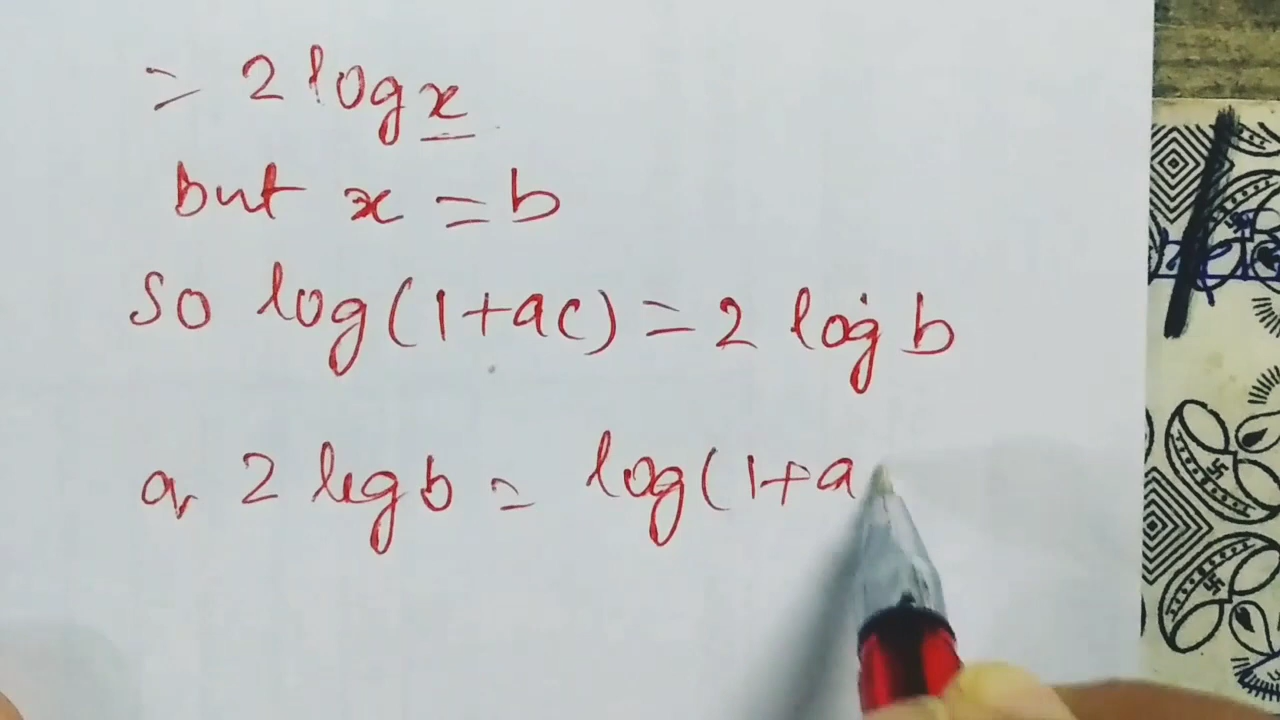 = 2 log x
but x = b
so log(1+ac) = 2 log b
or 2 log b = log(1+a